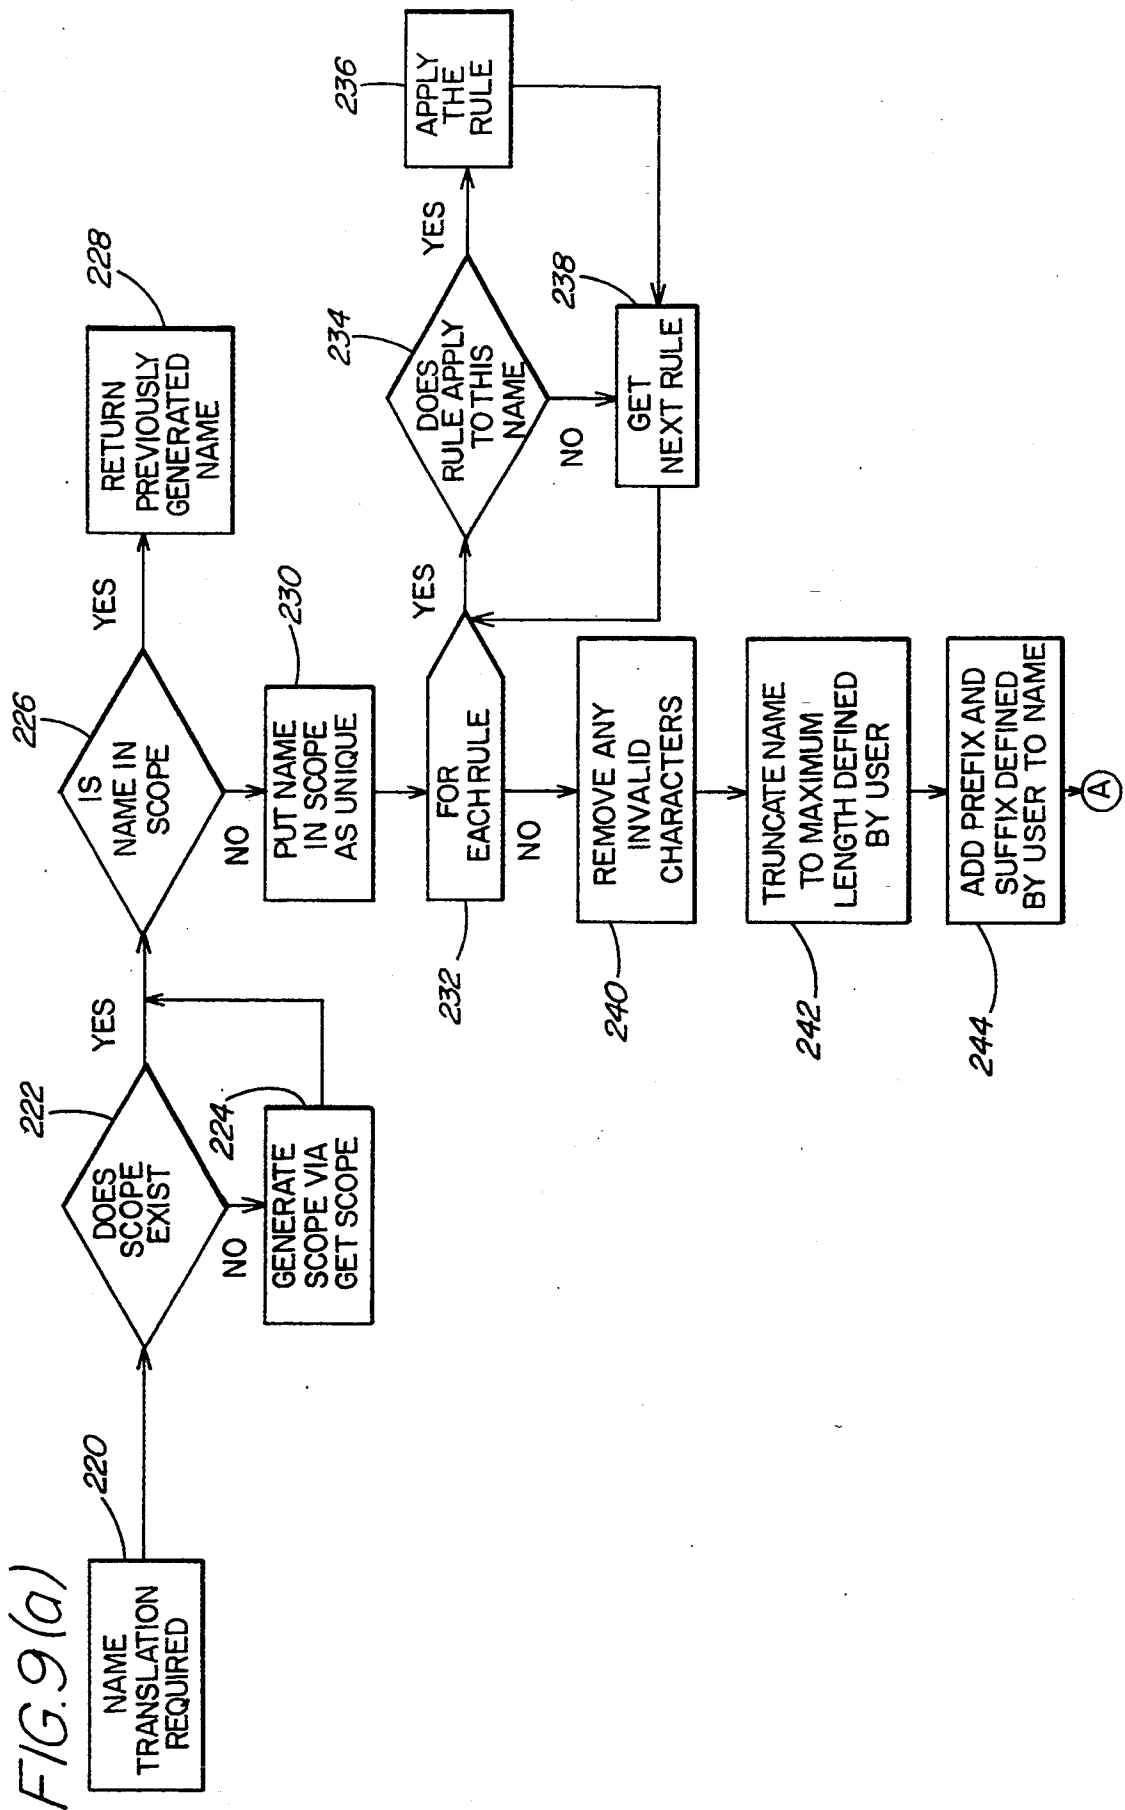 FIG.9(a)
220
NAME
TRANSLATION
REQUIRED
222
DOES
SCOPE
EXIST
YES
NO
224
GENERATE
SCOPE VIA
GET SCOPE
226
IS
NAME IN
SCOPE
YES
NO
228
RETURN
PREVIOUSLY
GENERATED
NAME
230
PUT NAME
IN SCOPE
AS UNIQUE
232
FOR
EACH RULE
YES
NO
234
DOES
RULE APPLY
TO THIS
NAME
YES
NO
236
APPLY
THE
RULE
238
GET
NEXT RULE
240
REMOVE ANY
INVALID
CHARACTERS
242
TRUNCATE NAME
TO MAXIMUM
LENGTH DEFINED
BY USER
244
ADD PREFIX AND
SUFFIX DEFINED
BY USER TO NAME
A